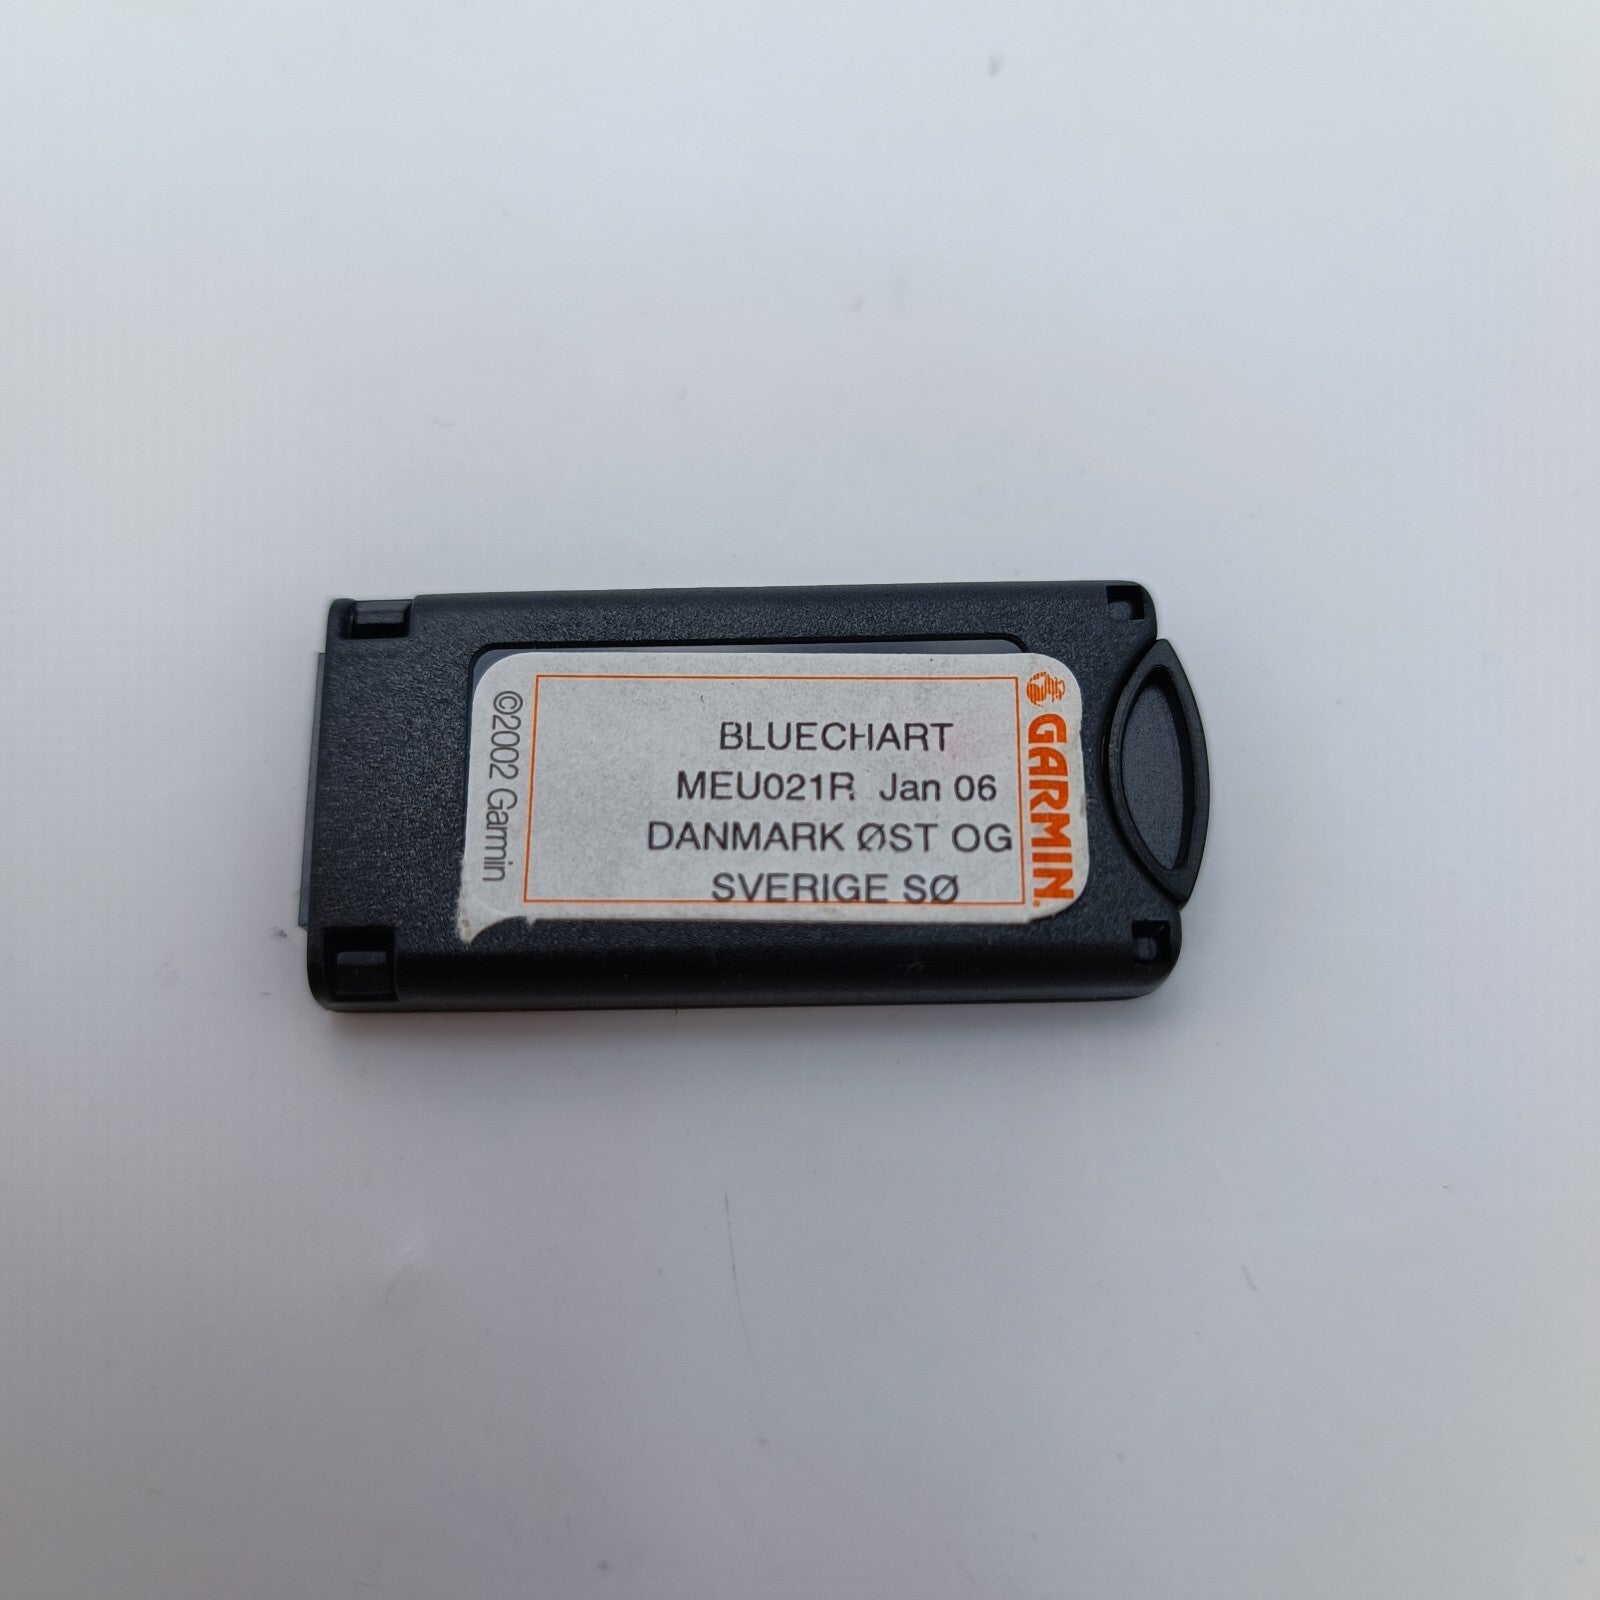 BLUECHART
MEU021R Jan 06
DANMARK ØST OG
SVERIGE SØ
GARMIN
©2002 Garmin